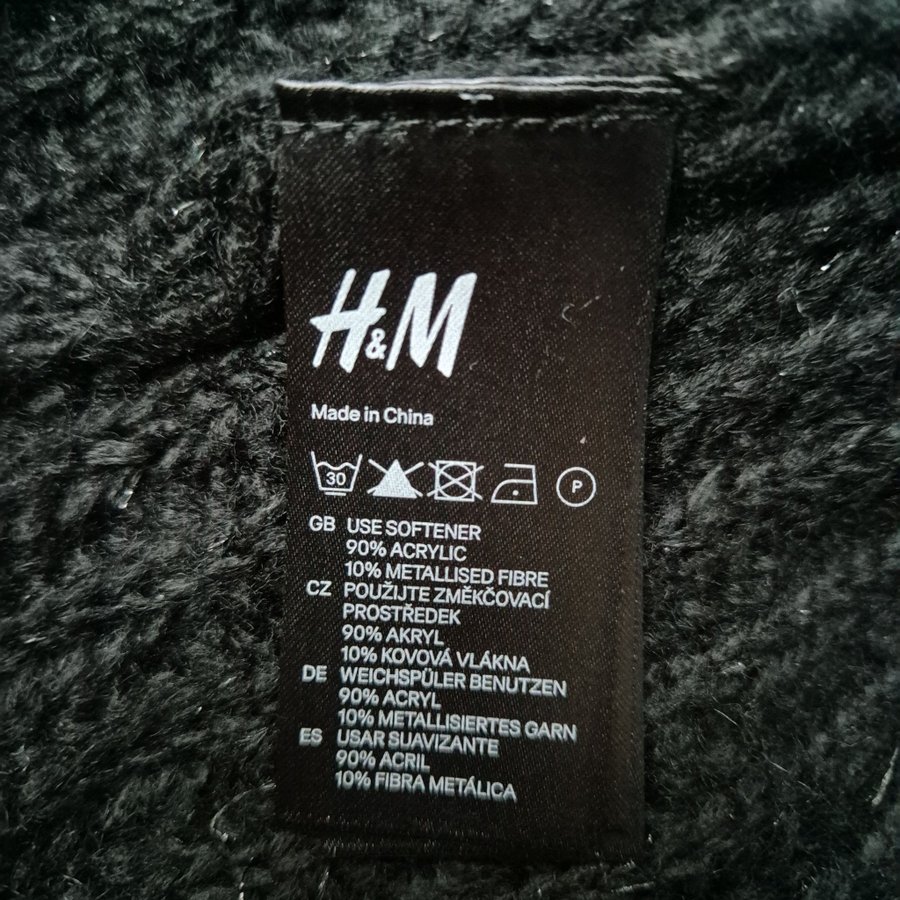 H&M
Made in China
30 P
GB USE SOFTENER
90% ACRYLIC
10% METALLISED FIBRE
CZ POUŽIJTE ZMĚKČOVACÍ
PROSTŘEDEK
90% AKRYL
10% KOVOVÁ VLÁKNA
DE WEICHSPÜLER BENUTZEN
90% ACRYL
10% METALLISIERTES GARN
ES USAR SUAVIZANTE
90% ACRIL
10% FIBRA METÁLICA